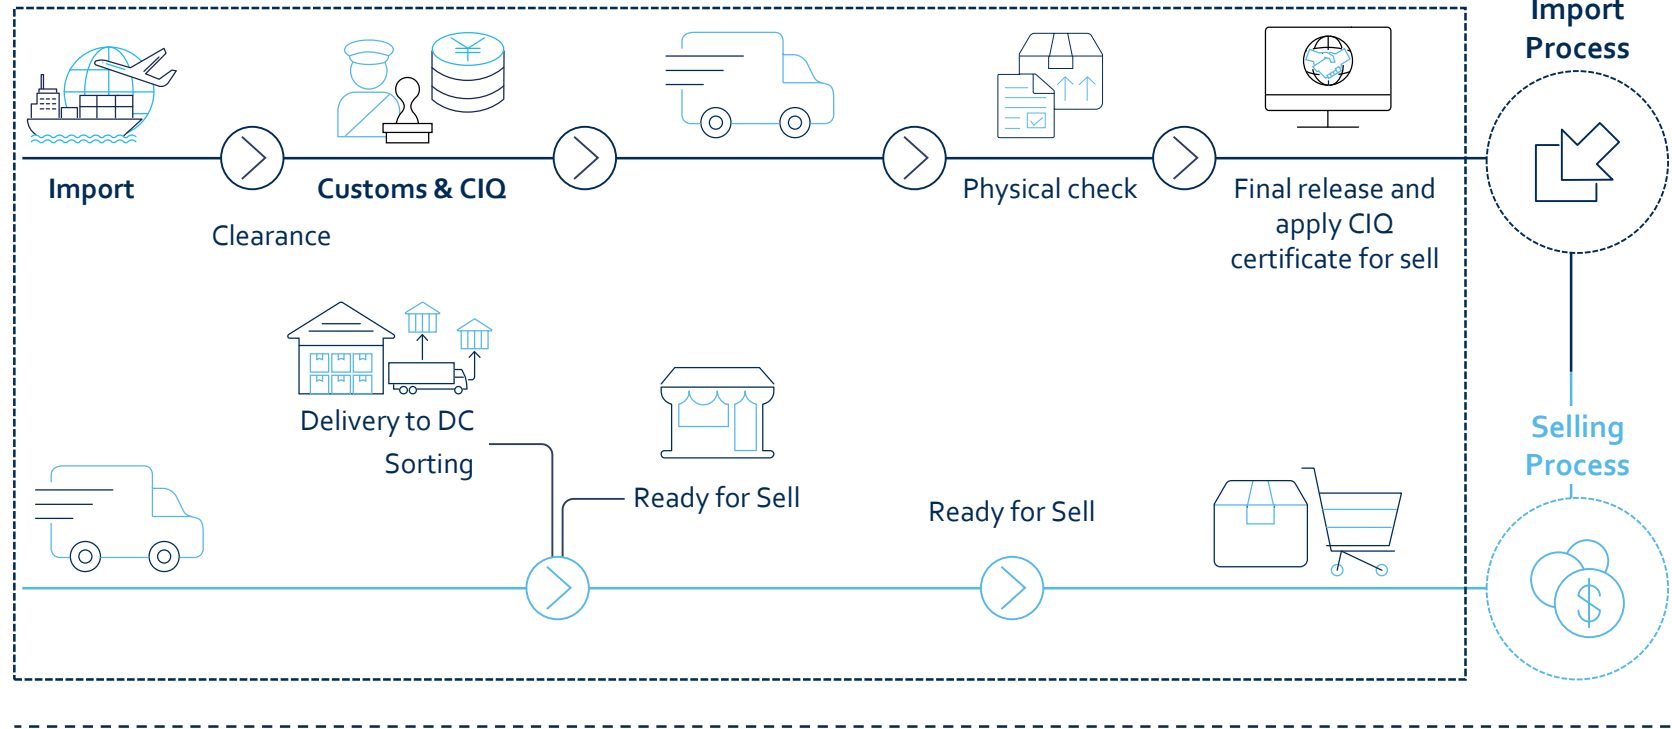 Import
Process
Import
Customs & CIQ
Physical check
Final release and
apply CIQ
certificate for sell
Clearance
Delivery to DC
Sorting
Ready for Sell
Ready for Sell
Selling
Process